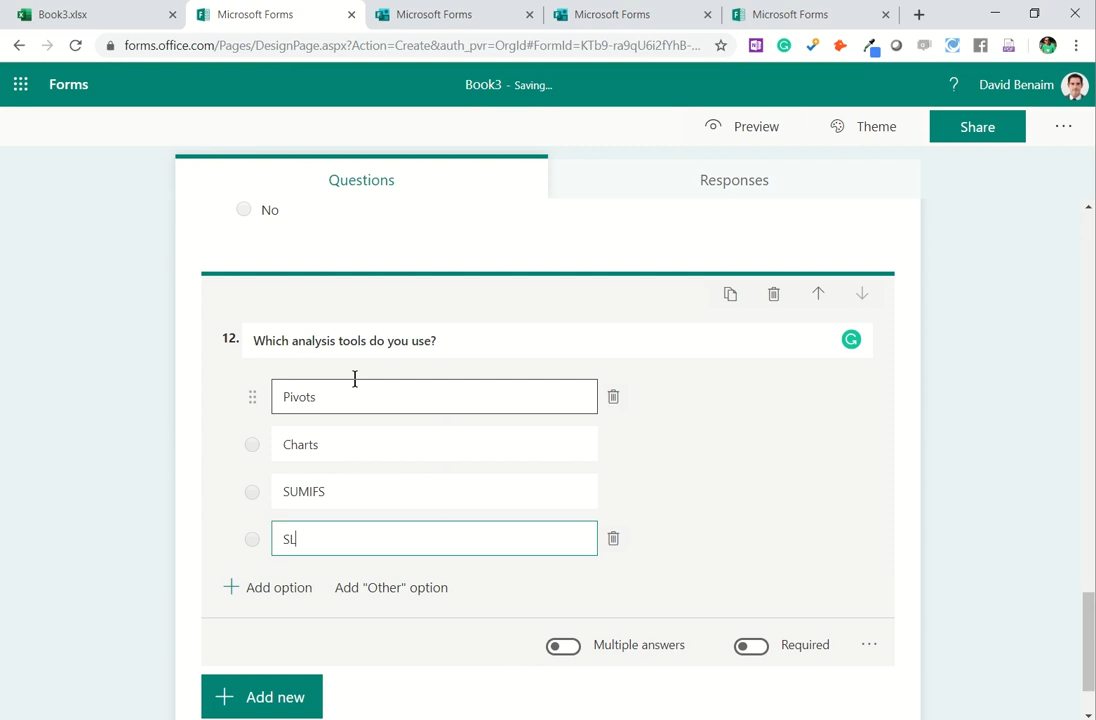 Book3.xlsx
Microsoft Forms
Microsoft Forms
Microsoft Forms
Microsoft Forms
forms.office.com/Pages/DesignPage.aspx?Action=Create&auth_pvr=OrgId#FormId=KTb9-ra9qU6i2fYhB-...
Forms
Book3 - Saving...
? David Benaim
Preview
Theme
Share
Questions
Responses
No
12. Which analysis tools do you use?
Pivots
Charts
SUMIFS
SL
Add option
Add "Other" option
Multiple answers
Required
Add new